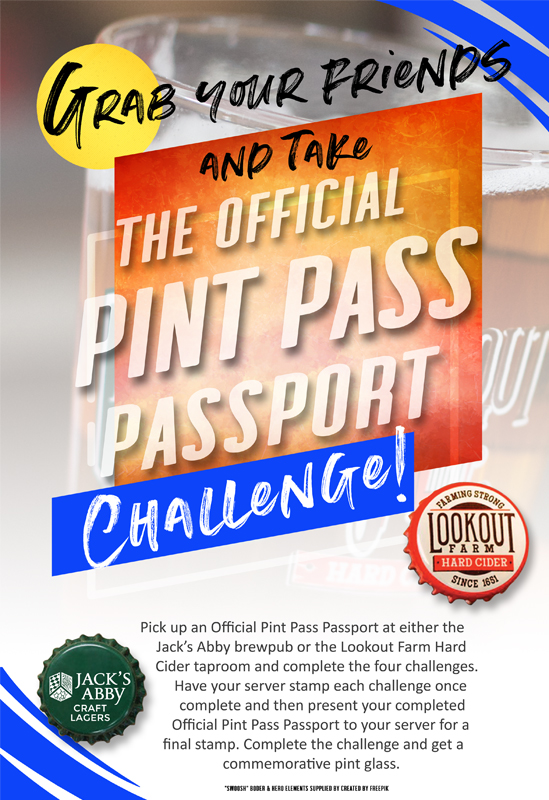 GRAB YOUR FRIENDS
AND TAKE
THE OFFICIAL
PINT PASS
PASSPORT
CHALLENGE!
FARMING STRONG
LOOKOUT
FARM
HARD CIDER
SINCE 1651
Pick up an Official Pint Pass Passport at either the
Jack's Abby brewpub or the Lookout Farm Hard
Cider taproom and complete the four challenges.
Have your server stamp each challenge once
complete and then present your completed
Official Pint Pass Passport to your server for a
final stamp. Complete the challenge and get a
commemorative pint glass.
JACK'S
ABBY
CRAFT
LAGERS
"SWOOSH" BUDER & HERO ELEMENTS SUPPLIED BY CREATED BY FREEPIK